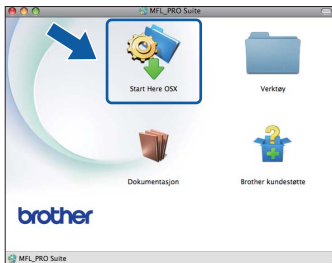 MFL_PRO Suite
Start Here OSX
Verktøy
Dokumentasjon
Brother kundestøtte
brother
MFL_PRO Suite